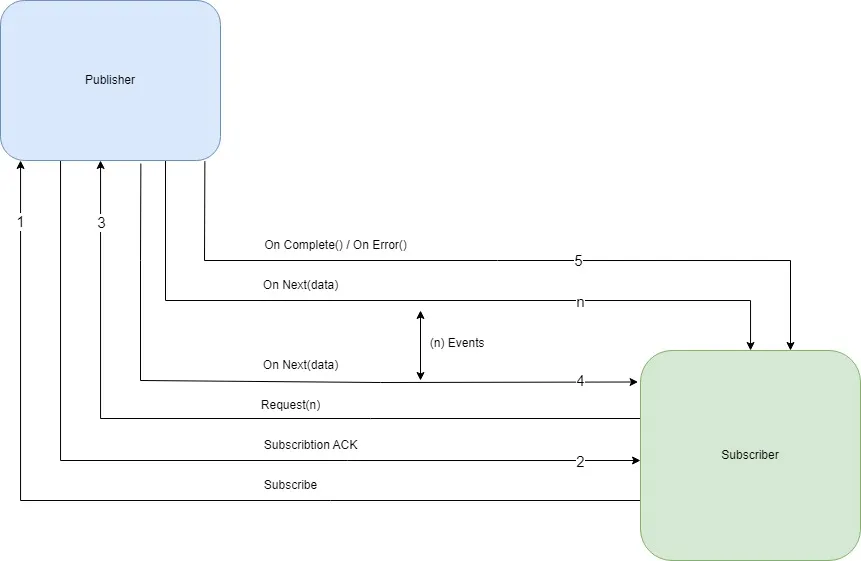 Publisher
1
3
On Complete() / On Error()
5
On Next(data)
n
(n) Events
On Next(data)
4
Request(n)
Subscribtion ACK
2
Subscriber
Subscribe